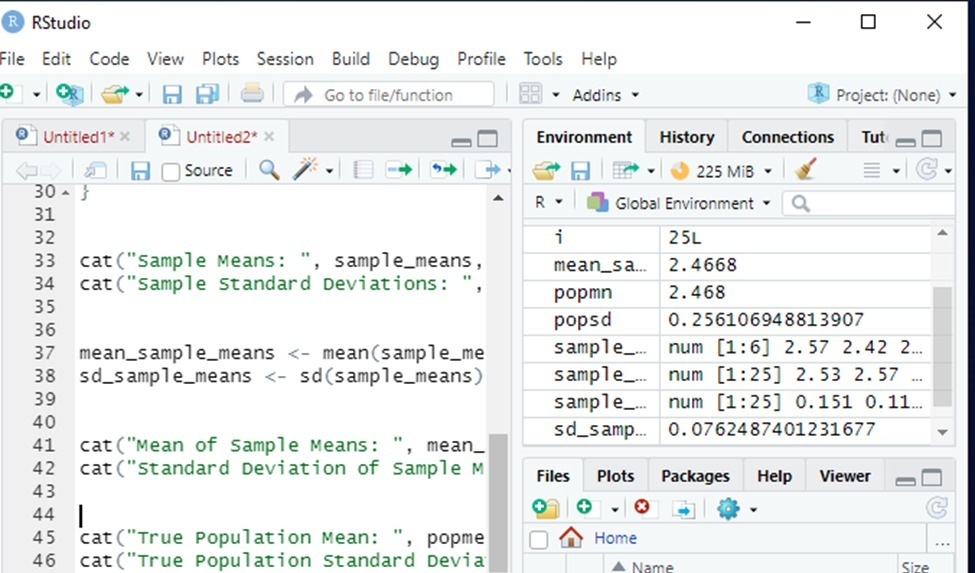 RStudio
File Edit Code View Plots Session Build Debug Profile Tools Help
Go to file/function Addins Project: (None)
Untitled1* Untitled2*
Source
30 }
31
32
33 cat("Sample Means: ", sample_means,
34 cat("Sample Standard Deviations: ",
35
36
37 mean_sample_means <- mean(sample_me
38 sd_sample_means <- sd(sample_means)
39
40
41 cat("Mean of Sample Means: ", mean_
42 cat("Standard Deviation of Sample M
43
44
45 cat("True Population Mean: ", popme
46 cat("True Population Standard Devia
Environment History Connections Tut
225 MiB
R Global Environment
i 25L
mean_sa... 2.4668
popmn 2.468
popsd 0.256106948813907
sample_... num [1:6] 2.57 2.42 2...
sample_... num [1:25] 2.53 2.57 ...
sample_... num [1:25] 0.151 0.11...
sd_samp... 0.0762487401231677
Files Plots Packages Help Viewer
Home ...
Name Size